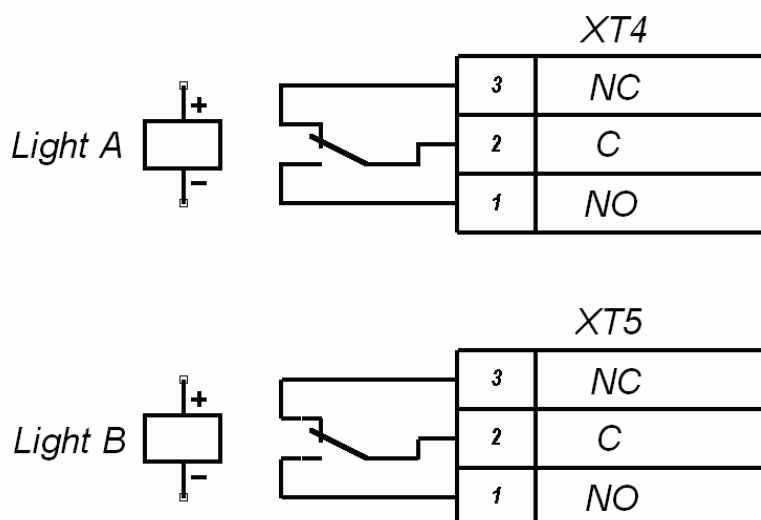 XT4
3 NC
+
Light A
2 C
−
1 NO
XT5
3 NC
+
Light B
2 C
−
1 NO